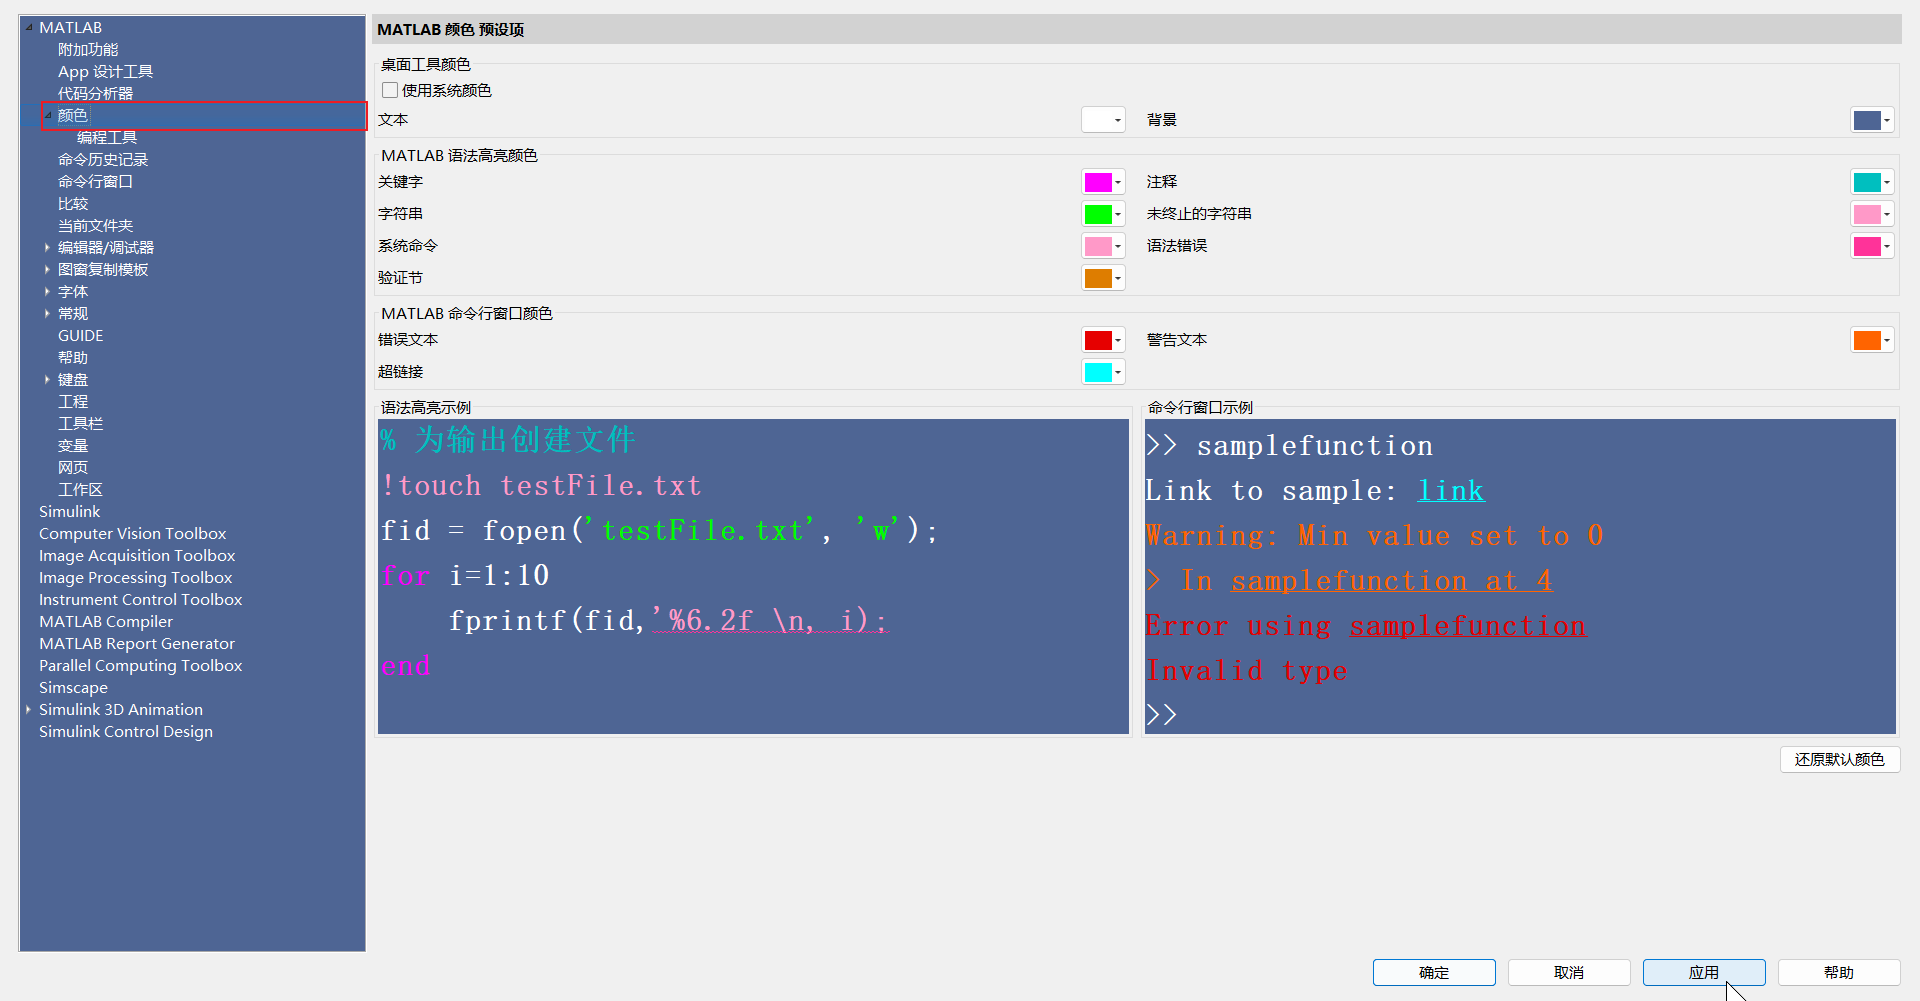 MATLAB
附加功能
App 设计工具
代码分析器
颜色
编程工具
命令历史记录
命令行窗口
比较
当前文件夹
编辑器/调试器
图窗复制模板
字体
常规
GUIDE
帮助
键盘
工程
工具栏
变量
网页
工作区
Simulink
Computer Vision Toolbox
Image Acquisition Toolbox
Image Processing Toolbox
Instrument Control Toolbox
MATLAB Compiler
MATLAB Report Generator
Parallel Computing Toolbox
Simscape
Simulink 3D Animation
Simulink Control Design
MATLAB 颜色 预设项
桌面工具颜色
使用系统颜色
文本 背景
MATLAB 语法高亮颜色
关键字 注释
字符串 未终止的字符串
系统命令 语法错误
验证节
MATLAB 命令行窗口颜色
错误文本 警告文本
超链接
语法高亮示例
% 为输出创建文件
!touch testFile.txt
fid = fopen('testFile.txt', 'w');
for i=1:10
fprintf(fid,'%6.2f \n, i);
end
命令行窗口示例
>> samplefunction
Link to sample: link
Warning: Min value set to 0
> In samplefunction at 4
Error using samplefunction
Invalid type
>>
还原默认颜色
确定 取消 应用 帮助